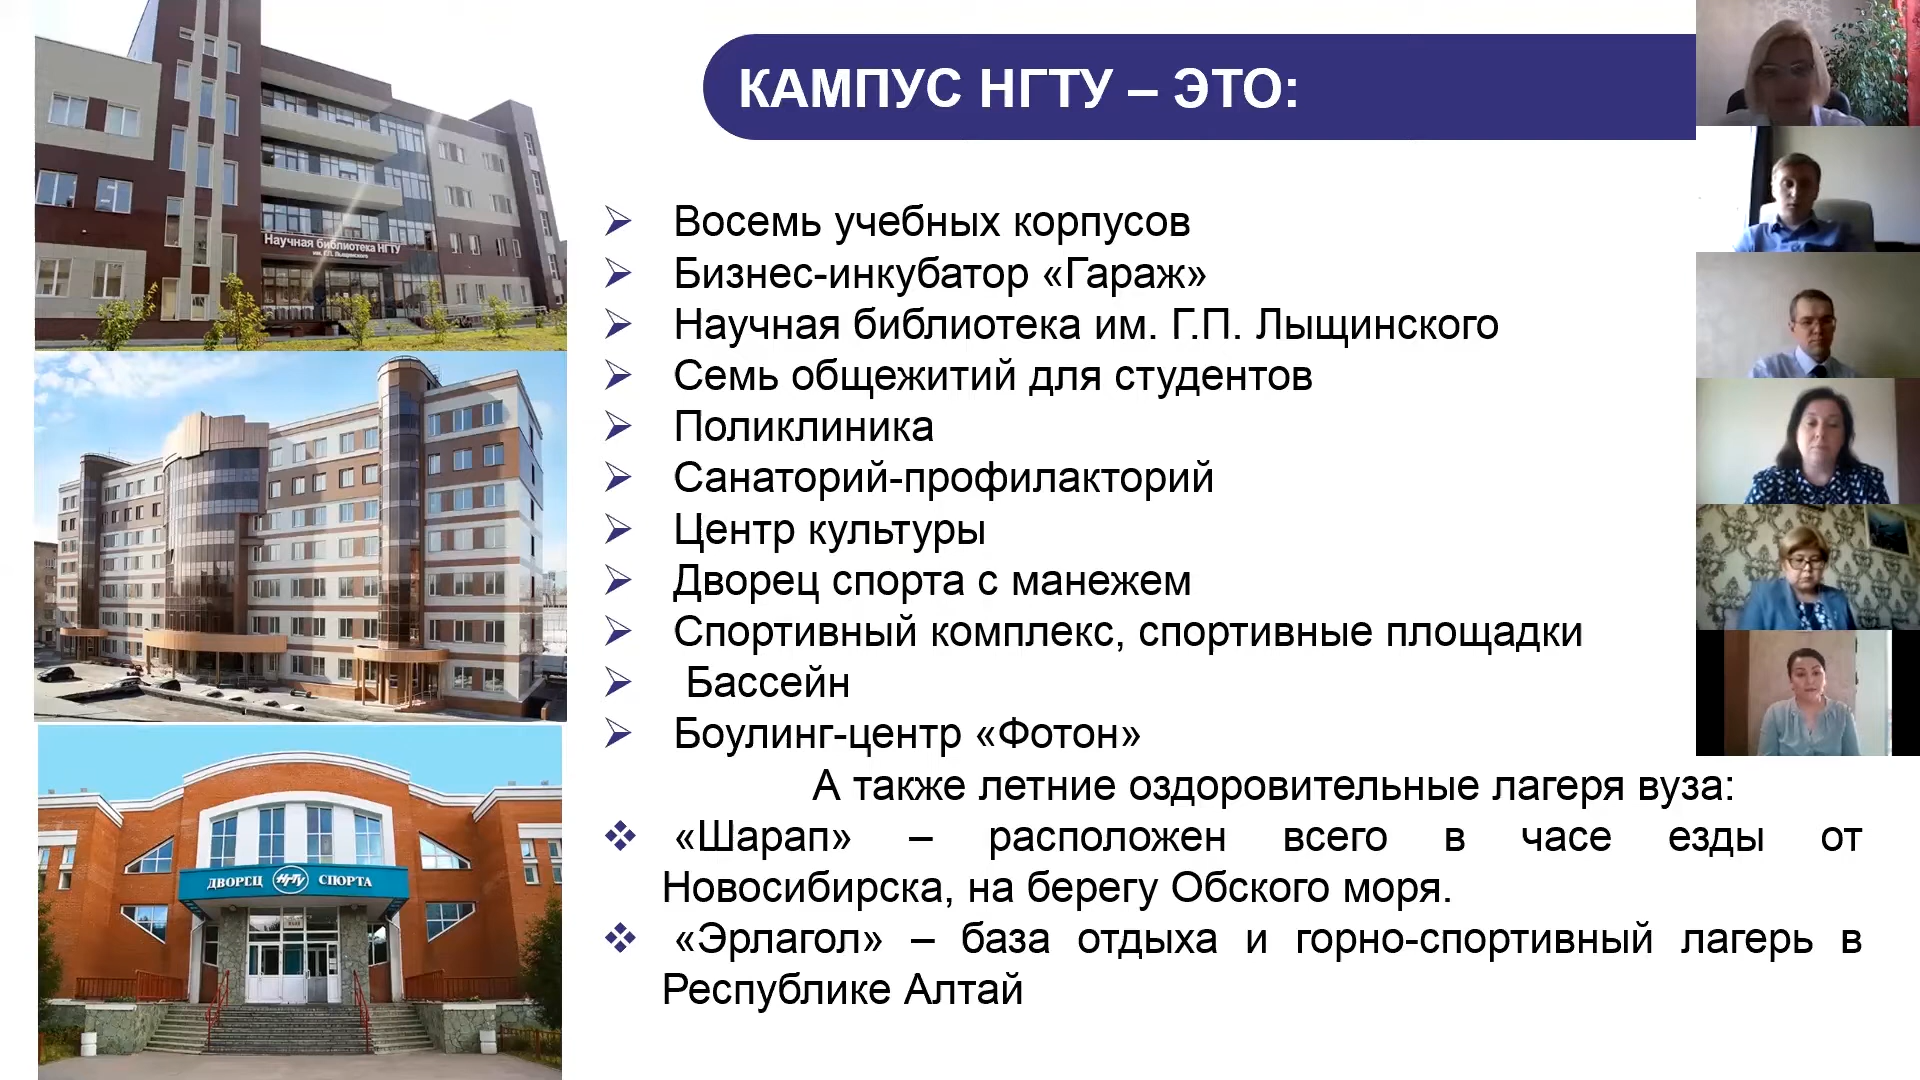 КАМПУС НГТУ – ЭТО:
Восемь учебных корпусов
Бизнес-инкубатор «Гараж»
Научная библиотека им. Г.П. Лыщинского
Семь общежитий для студентов
Поликлиника
Санаторий-профилакторий
Центр культуры
Дворец спорта с манежем
Спортивный комплекс, спортивные площадки
Бассейн
Боулинг-центр «Фотон»
А также летние оздоровительные лагеря вуза:
«Шарап» – расположен всего в часе езды от
Новосибирска, на берегу Обского моря.
«Эрлагол» – база отдыха и горно-спортивный лагерь в
Республике Алтай
Научная библиотека НГТУ
им. Г.П. Лыщинского
ДВОРЕЦ НГТУ СПОРТА